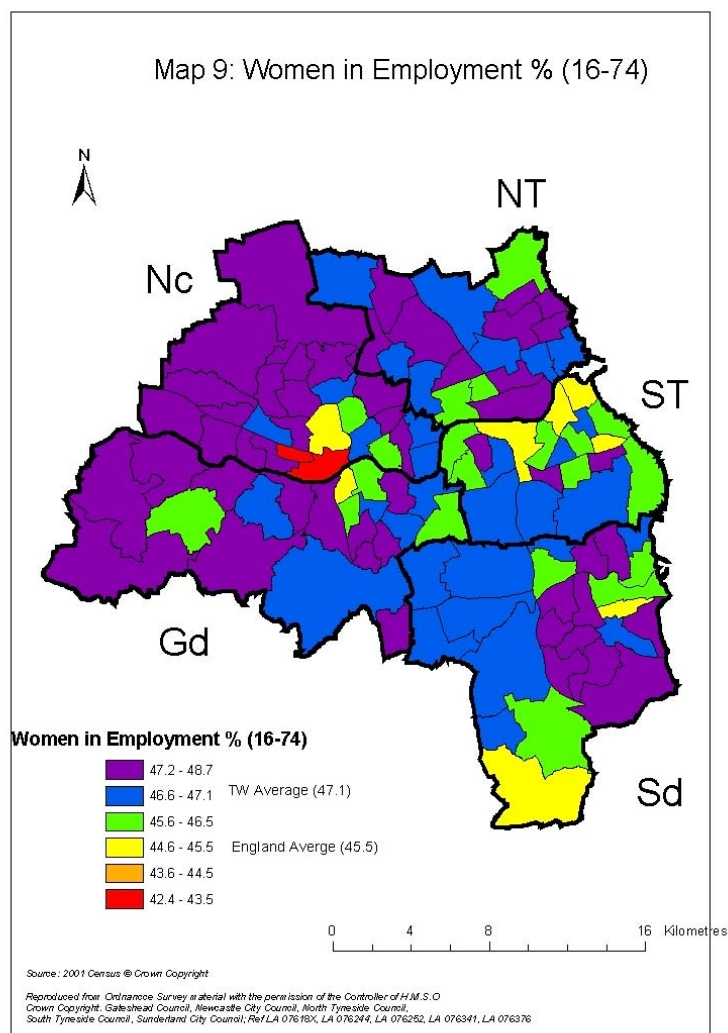 Map 9: Women in Employment % (16-74)
N
NT
Nc
ST
Gd
Sd
Women in Employment % (16-74)
47.2 - 48.7
46.6 - 47.1 TW Average (47.1)
45.6 - 46.5
44.6 - 45.5 England Averge (45.5)
43.6 - 44.5
42.4 - 43.5
0 4 8 16 Kilometres
Source: 2001 Census © Crown Copyright
Reproduced from Ordnancce Survey material with the permission of the Controller of H.M.S.O
Crown Copyright. Gateshead Council, Newcastle City Council, North Tyneside Council,
South Tyneside Council, Sunderland City Council; Ref LA 07618X, LA 076244, LA 076252, LA 076341, LA 076376